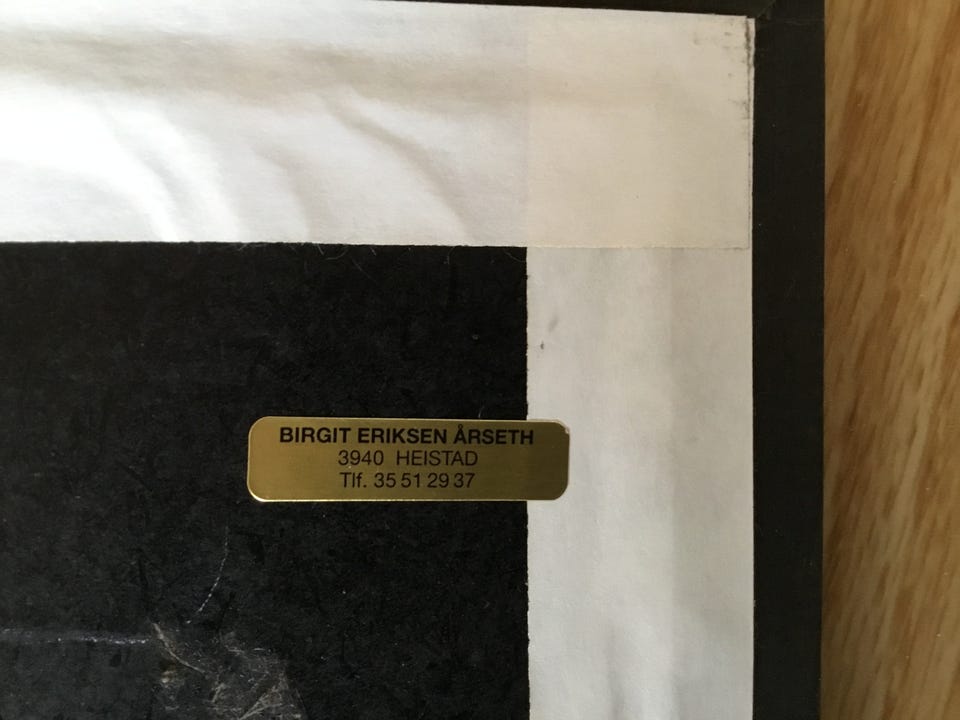 BIRGIT ERIKSEN ÅRSETH
3940 HEISTAD
Tlf. 35 51 29 37